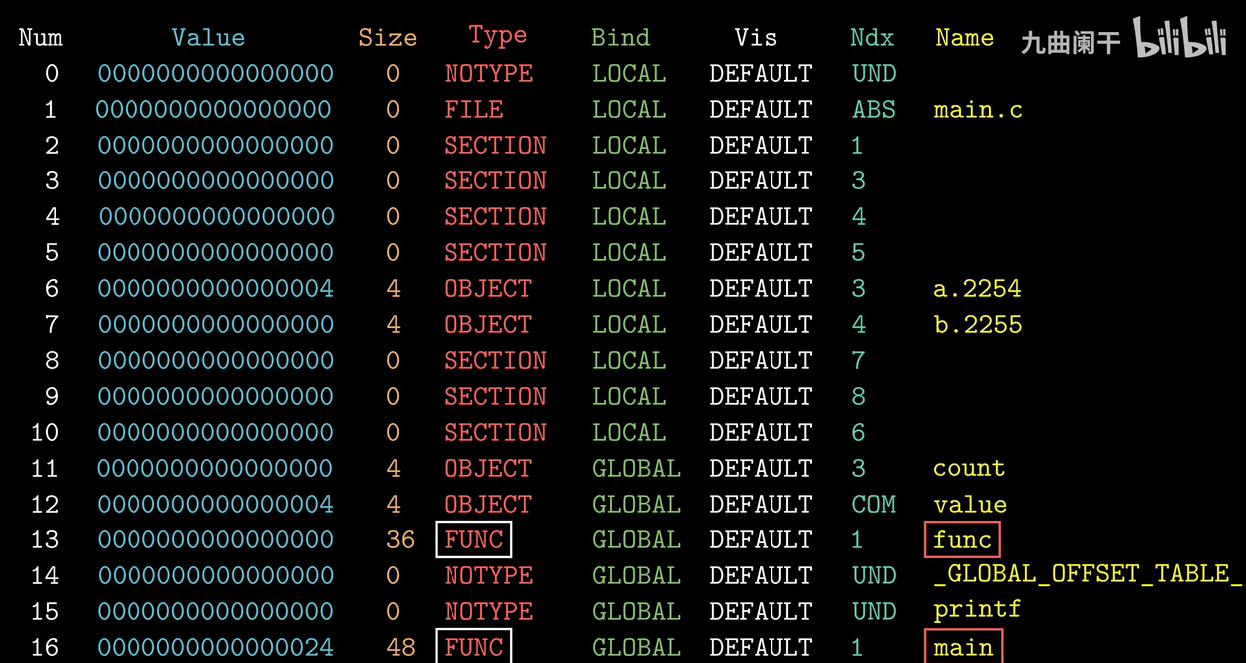 Num Value Size Type Bind Vis Ndx Name 九曲阑干 bilibili
0 0000000000000000 0 NOTYPE LOCAL DEFAULT UND
1 0000000000000000 0 FILE LOCAL DEFAULT ABS main.c
2 0000000000000000 0 SECTION LOCAL DEFAULT 1
3 0000000000000000 0 SECTION LOCAL DEFAULT 3
4 0000000000000000 0 SECTION LOCAL DEFAULT 4
5 0000000000000000 0 SECTION LOCAL DEFAULT 5
6 0000000000000004 4 OBJECT LOCAL DEFAULT 3 a.2254
7 0000000000000000 4 OBJECT LOCAL DEFAULT 4 b.2255
8 0000000000000000 0 SECTION LOCAL DEFAULT 7
9 0000000000000000 0 SECTION LOCAL DEFAULT 8
10 0000000000000000 0 SECTION LOCAL DEFAULT 6
11 0000000000000000 4 OBJECT GLOBAL DEFAULT 3 count
12 0000000000000004 4 OBJECT GLOBAL DEFAULT COM value
13 0000000000000000 36 FUNC GLOBAL DEFAULT 1 func
14 0000000000000000 0 NOTYPE GLOBAL DEFAULT UND _GLOBAL_OFFSET_TABLE_
15 0000000000000000 0 NOTYPE GLOBAL DEFAULT UND printf
16 0000000000000024 48 FUNC GLOBAL DEFAULT 1 main